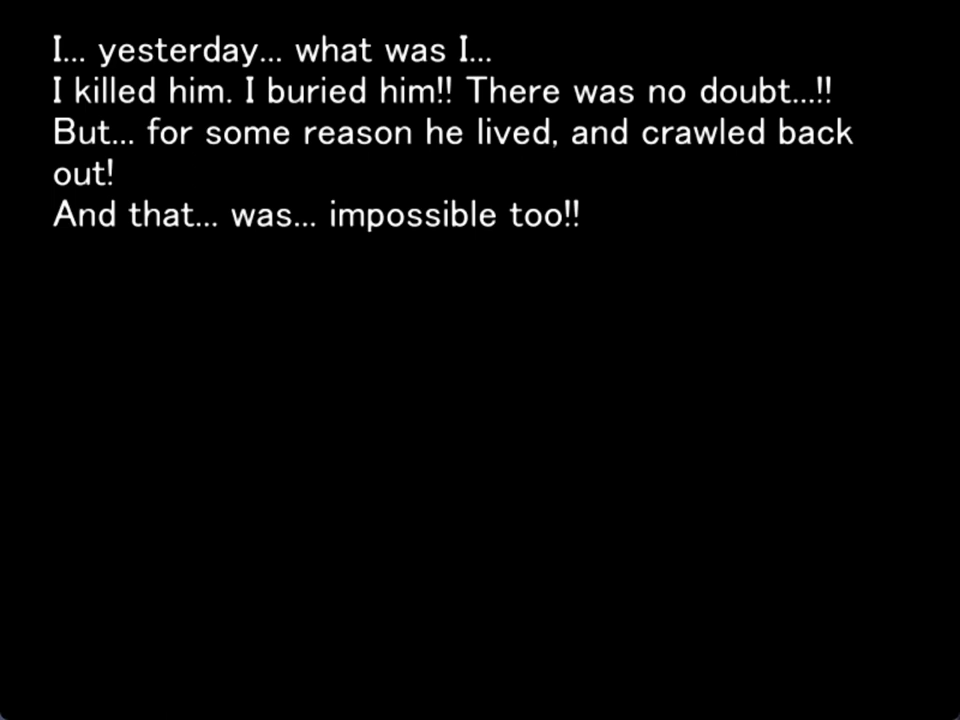 I... yesterday... what was I...
I killed him. I buried him!! There was no doubt...!!
But... for some reason he lived, and crawled back
out!
And that... was... impossible too!!